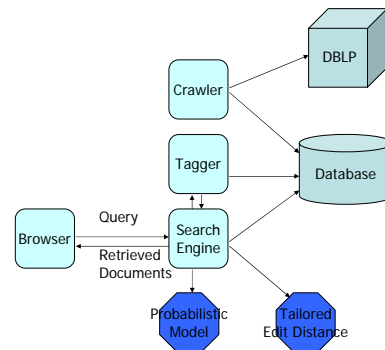 DBLP
Crawler
Tagger
Database
Query
Browser
Search
Engine
Retrieved
Documents
Probabilistic
Model
Tailored
Edit Distance